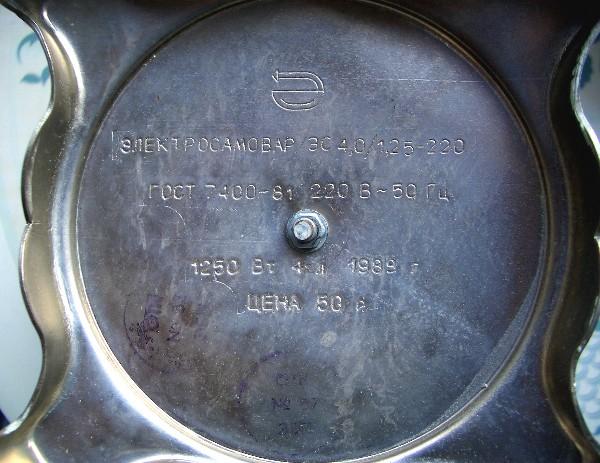 ЭЛЕКТРОСАМОВАР ЭС 4,0/1,25-220
ГОСТ 7400-81 220 В~50 Гц
1250 Вт 4 л 1989 г
ЦЕНА 50 р
№